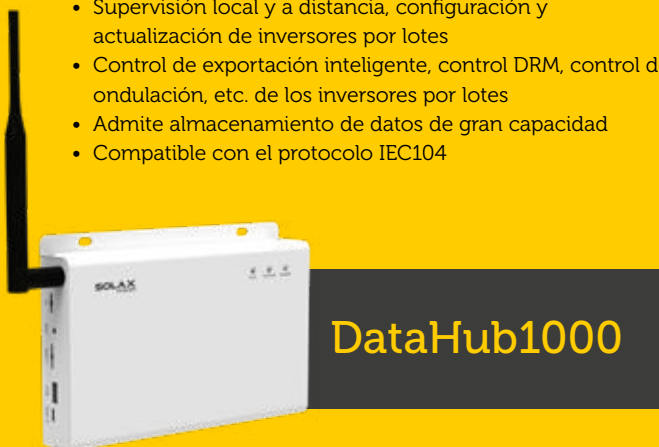 • Supervisión local y a distancia, configuración y
actualización de inversores por lotes
• Control de exportación inteligente, control DRM, control d
ondulación, etc. de los inversores por lotes
• Admite almacenamiento de datos de gran capacidad
• Compatible con el protocolo IEC104
SOLAX
DataHub1000